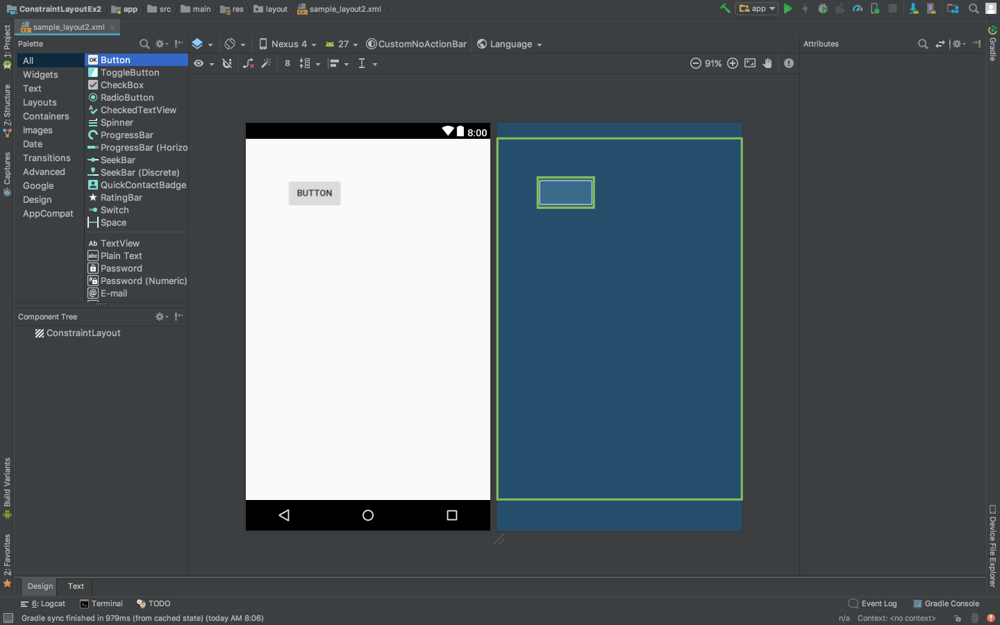 ConstraintLayoutEx2 app src main res layout sample_layout2.xml app
sample_layout2.xml
Palette
Nexus 4 27 CustomNoActionBar Language
Attributes
8 91%
All
Widgets
Text
Layouts
Containers
Images
Date
Transitions
Advanced
Google
Design
AppCompat
OK Button
ToggleButton
CheckBox
RadioButton
CheckedTextView
Spinner
ProgressBar
ProgressBar (Horizo
SeekBar
SeekBar (Discrete)
QuickContactBadge
RatingBar
Switch
Space
Ab TextView
abc Plain Text
Password
Password (Numeric)
@ E-mail
Component Tree
ConstraintLayout
8:00
BUTTON
1: Project
7: Structure
Captures
Build Variants
2: Favorites
Gradle
Device File Explorer
Design Text
6: Logcat Terminal TODO Event Log Gradle Console
Gradle sync finished in 979ms (from cached state) (today AM 8:06) n/a Context: <no context>